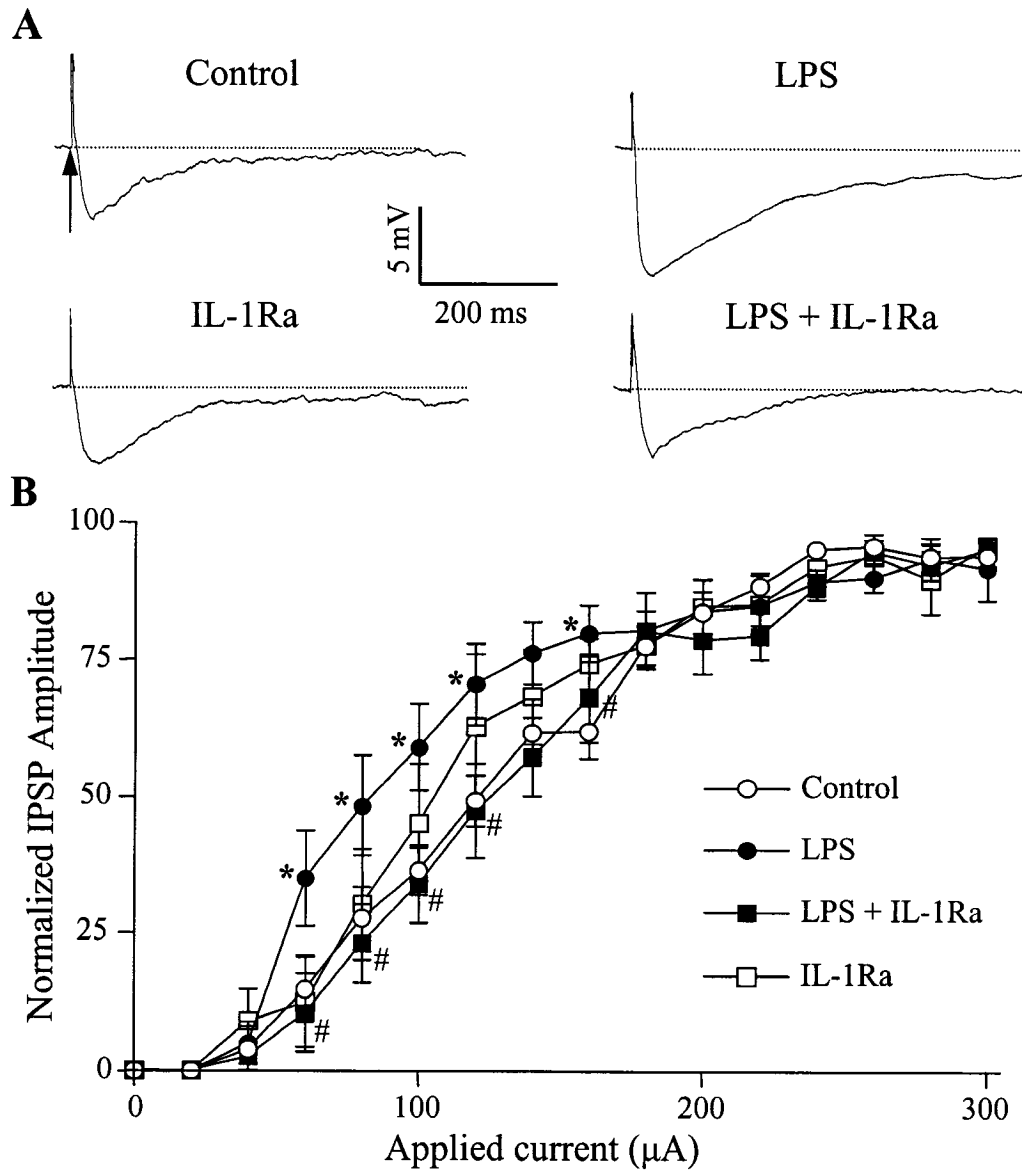 A
Control
LPS
5 mV
200 ms
IL-1Ra
LPS + IL-1Ra
B
100
75
50
25
0
Normalized IPSP Amplitude
*
*
*
*
*
#
#
#
#
#
Control
LPS
LPS + IL-1Ra
IL-1Ra
0
100
200
300
Applied current (μA)